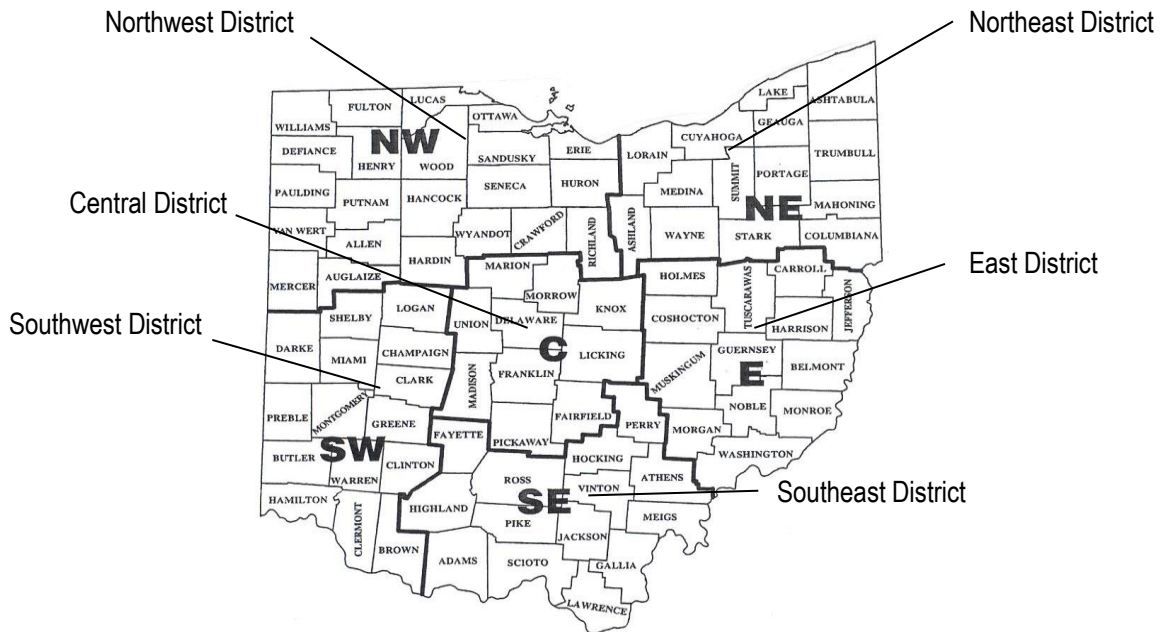 Northwest District
Northeast District
Central District
East District
Southwest District
Southeast District
WILLIAMS
FULTON
LUCAS
OTTAWA
NW
DEFIANCE
HENRY
WOOD
SANDUSKY
ERIE
PAULDING
PUTNAM
HANCOCK
SENECA
HURON
VAN WERT
ALLEN
WYANDOT
CRAWFORD
RICHLAND
HARDIN
MERCER
AUGLAIZE
LAKE
ASHTABULA
GEAUGA
CUYAHOGA
LORAIN
TRUMBULL
MEDINA
SUMMIT
PORTAGE
NE
MAHONING
ASHLAND
WAYNE
STARK
COLUMBIANA
MARION
MORROW
KNOX
UNION
DELAWARE
C
LICKING
FRANKLIN
MADISON
FAIRFIELD
PICKAWAY
HOLMES
TUSCARAWAS
CARROLL
JEFFERSON
COSHOCTON
HARRISON
GUERNSEY
BELMONT
MUSKINGUM
E
NOBLE
MONROE
MORGAN
WASHINGTON
LOGAN
SHELBY
DARKE
CHAMPAIGN
MIAMI
CLARK
PREBLE
MONTGOMERY
GREENE
SW
BUTLER
WARREN
CLINTON
HAMILTON
CLERMONT
BROWN
FAYETTE
PERRY
HOCKING
ATHENS
ROSS
VINTON
SE
HIGHLAND
PIKE
MEIGS
JACKSON
ADAMS
SCIOTO
GALLIA
LAWRENCE